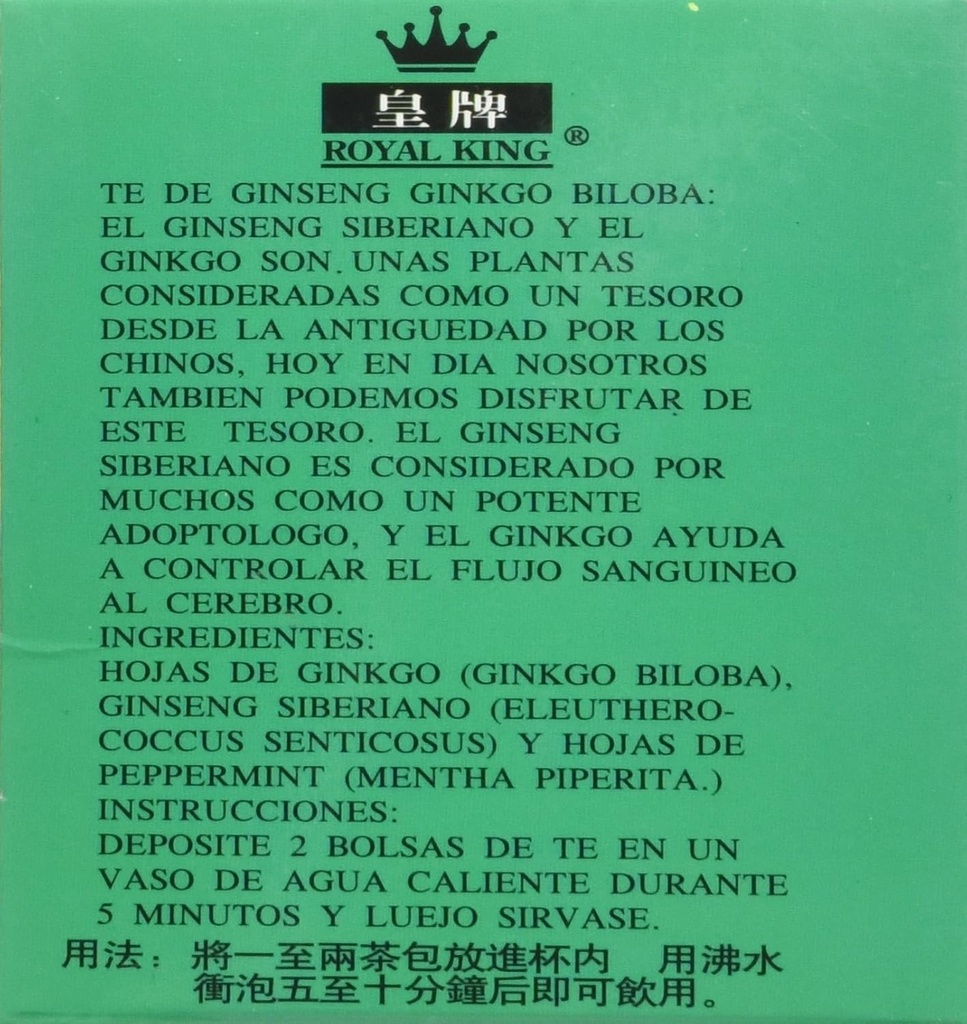 皇牌
ROYAL KING ®
TE DE GINSENG GINKGO BILOBA:
EL GINSENG SIBERIANO Y EL
GINKGO SON. UNAS PLANTAS
CONSIDERADAS COMO UN TESORO
DESDE LA ANTIGUEDAD POR LOS
CHINOS, HOY EN DIA NOSOTROS
TAMBIEN PODEMOS DISFRUTAR DE
ESTE TESORO. EL GINSENG
SIBERIANO ES CONSIDERADO POR
MUCHOS COMO UN POTENTE
ADOPTOLOGO, Y EL GINKGO AYUDA
A CONTROLAR EL FLUJO SANGUINEO
AL CEREBRO.
INGREDIENTES:
HOJAS DE GINKGO (GINKGO BILOBA),
GINSENG SIBERIANO (ELEUTHERO-
COCCUS SENTICOSUS) Y HOJAS DE
PEPPERMINT (MENTHA PIPERITA.)
INSTRUCCIONES:
DEPOSITE 2 BOLSAS DE TE EN UN
VASO DE AGUA CALIENTE DURANTE
5 MINUTOS Y LUEJO SIRVASE.
用法：將一至兩茶包放進杯内 用沸水
衝泡五至十分鐘后即可飲用。